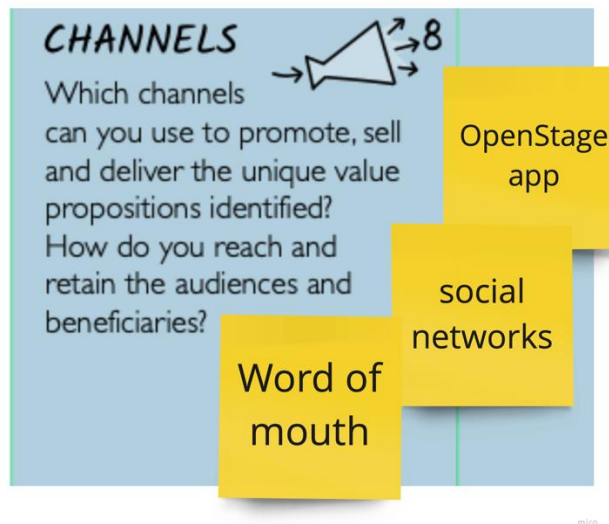 CHANNELS
8
Which channels
can you use to promote, sell
and deliver the unique value
propositions identified?
How do you reach and
retain the audiences and
beneficiaries?
OpenStage
app
social
networks
Word of
mouth
miro